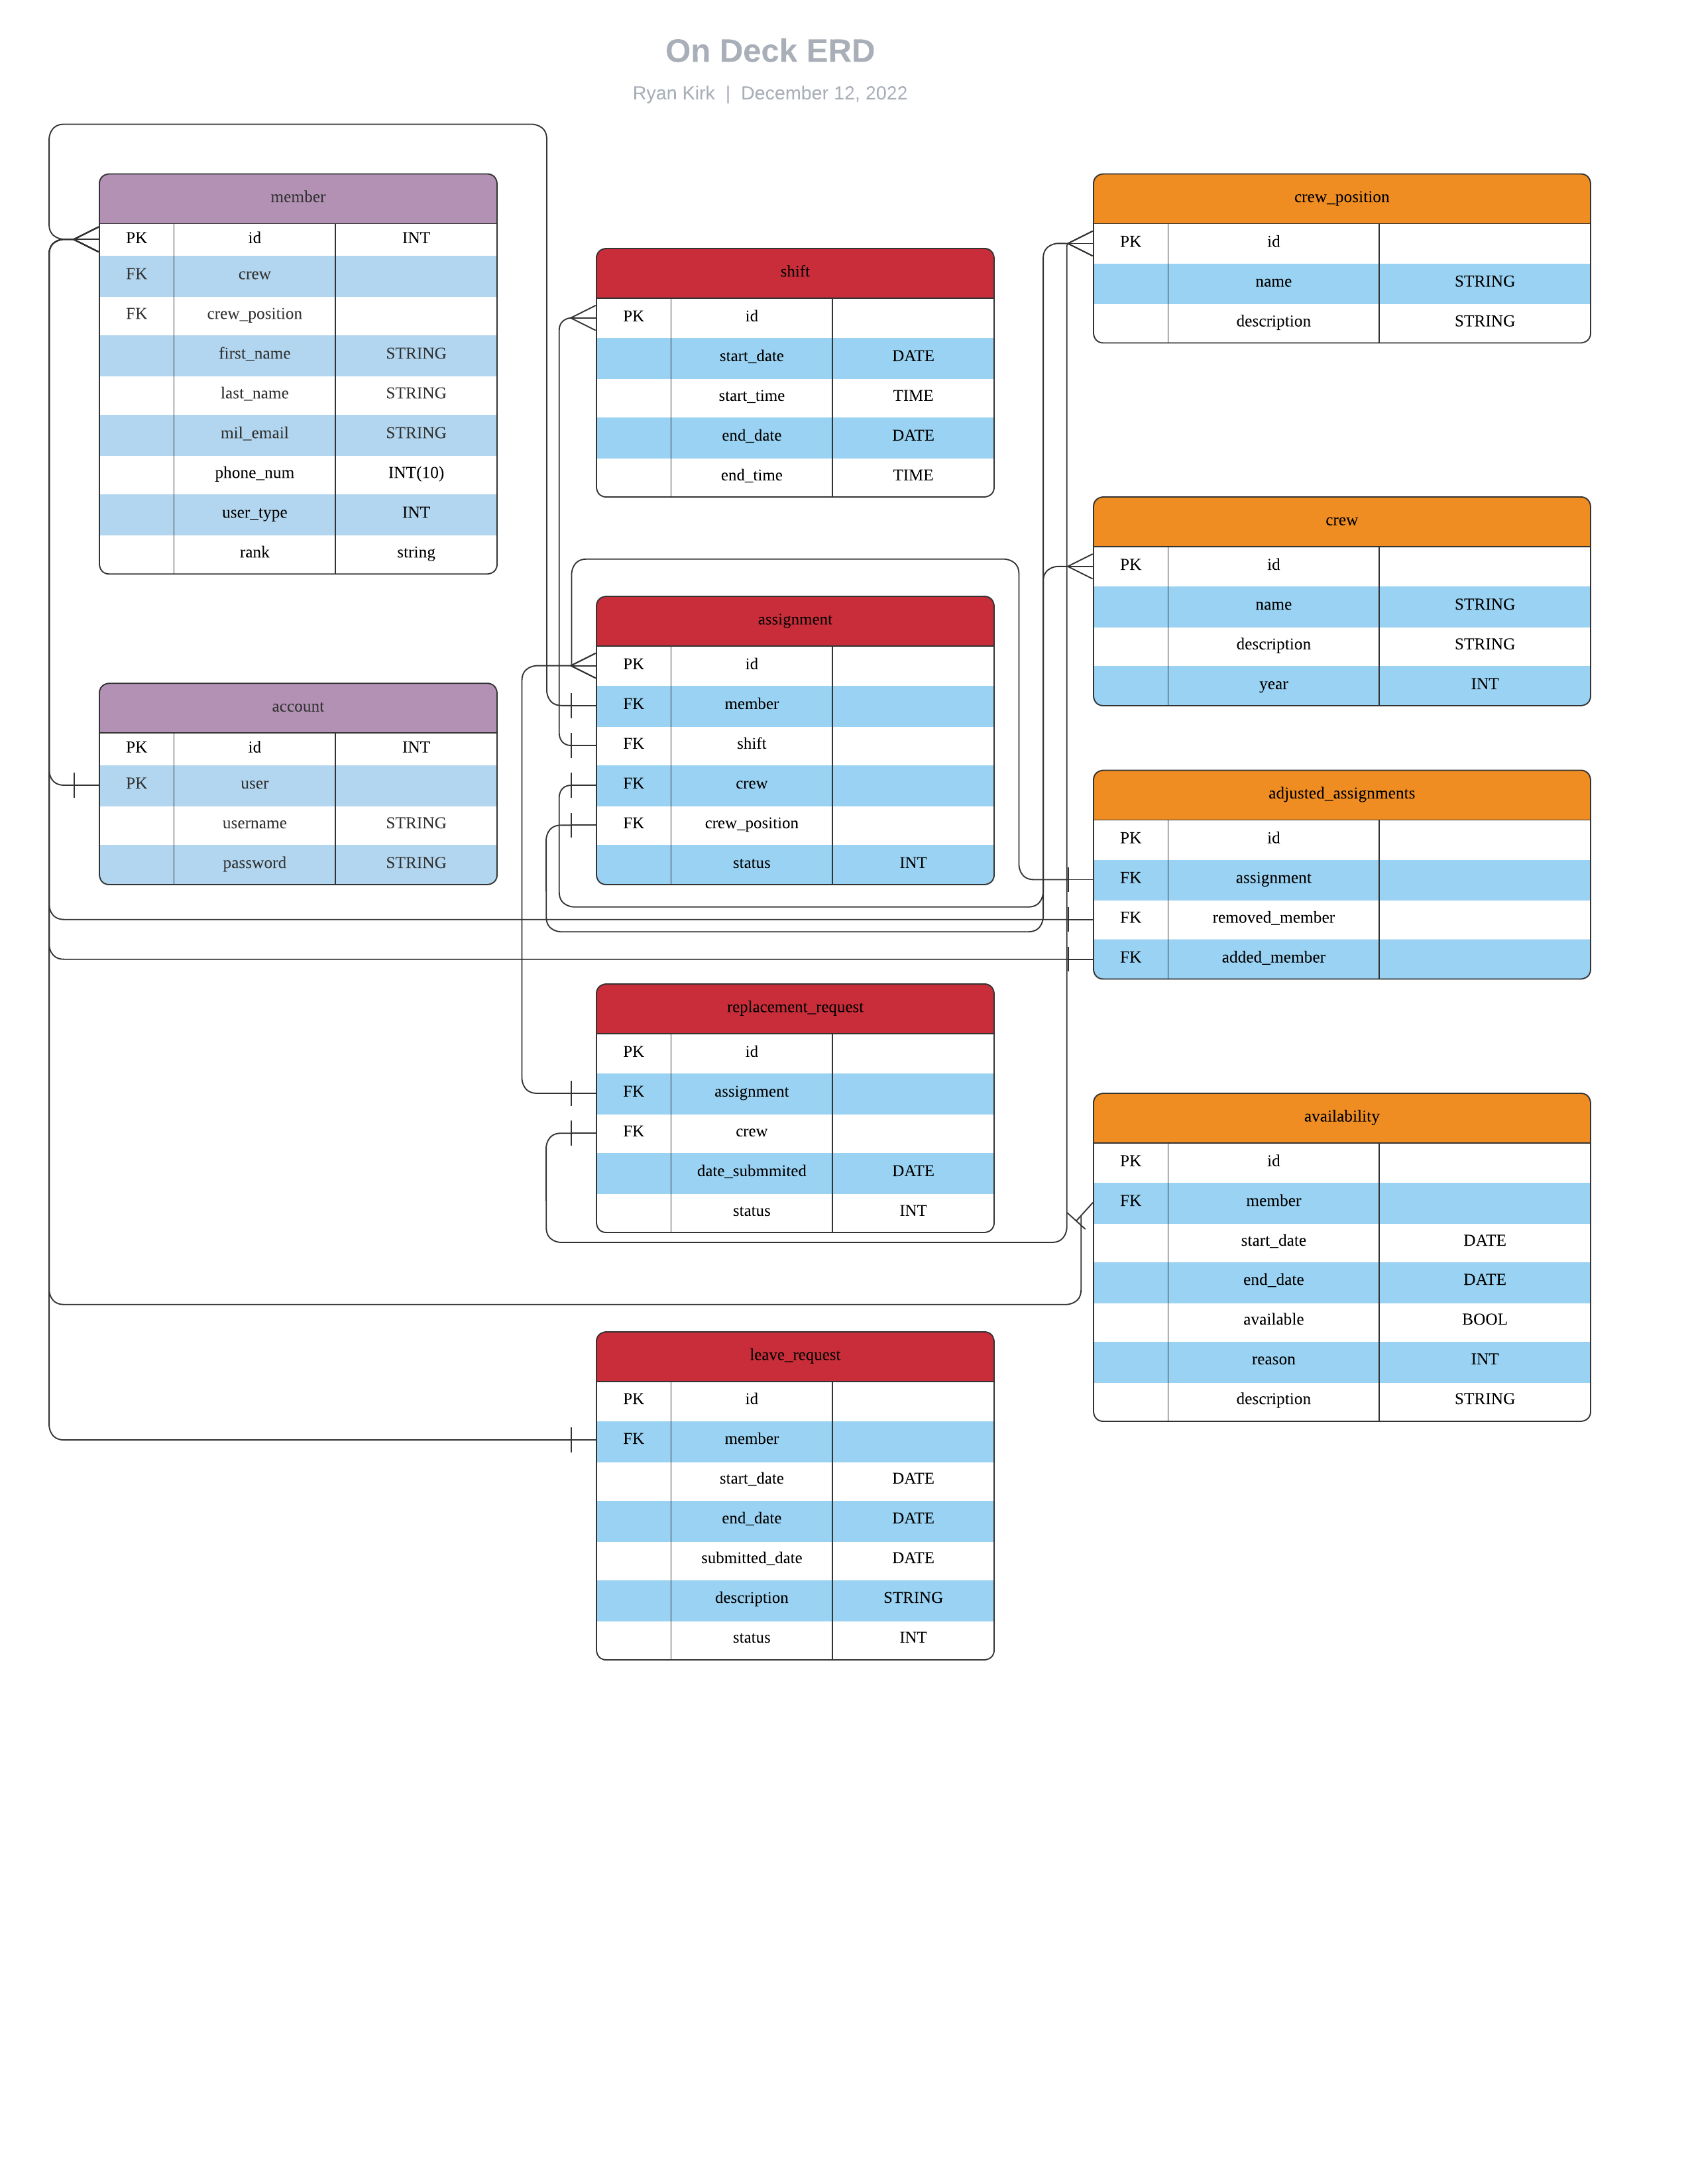 On Deck ERD
Ryan Kirk | December 12, 2022
member
PK id INT
FK crew
FK crew_position
first_name STRING
last_name STRING
mil_email STRING
phone_num INT(10)
user_type INT
rank string
account
PK id INT
PK user
username STRING
password STRING
shift
PK id
start_date DATE
start_time TIME
end_date DATE
end_time TIME
assignment
PK id
FK member
FK shift
FK crew
FK crew_position
status INT
replacement_request
PK id
FK assignment
FK crew
date_submmited DATE
status INT
leave_request
PK id
FK member
start_date DATE
end_date DATE
submitted_date DATE
description STRING
status INT
crew_position
PK id
name STRING
description STRING
crew
PK id
name STRING
description STRING
year INT
adjusted_assignments
PK id
FK assignment
FK removed_member
FK added_member
availability
PK id
FK member
start_date DATE
end_date DATE
available BOOL
reason INT
description STRING